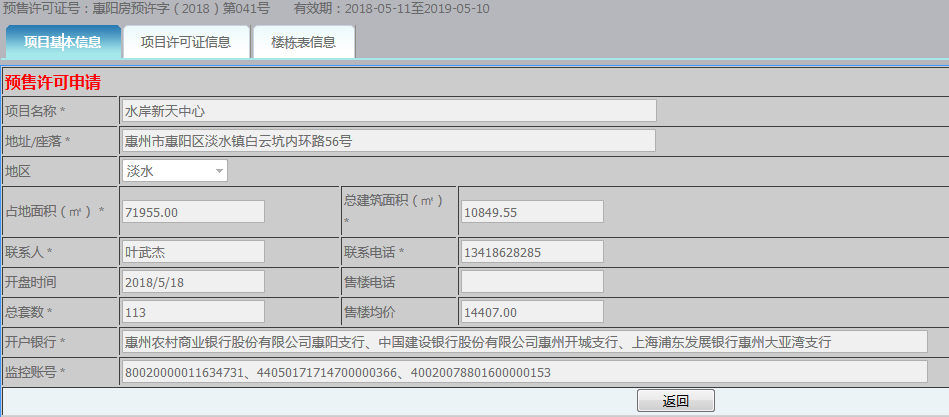 预售许可证号：惠阳房预许字（2018）第041号 有效期：2018-05-11至2019-05-10
项目基本信息 项目许可证信息 楼栋表信息
预售许可申请
项目名称 * 水岸新天中心
地址/座落 * 惠州市惠阳区淡水镇白云坑内环路56号
地区 淡水
占地面积（㎡） * 71955.00 总建筑面积（㎡） * 10849.55
联系人 * 叶武杰 联系电话 * 13418628285
开盘时间 2018/5/18 售楼电话
总套数 * 113 售楼均价 14407.00
开户银行 * 惠州农村商业银行股份有限公司惠阳支行、中国建设银行股份有限公司惠州开城支行、上海浦东发展银行惠州大亚湾支行
监控账号 * 80020000011634731、44050171714700000366、40020078801600000153
返回